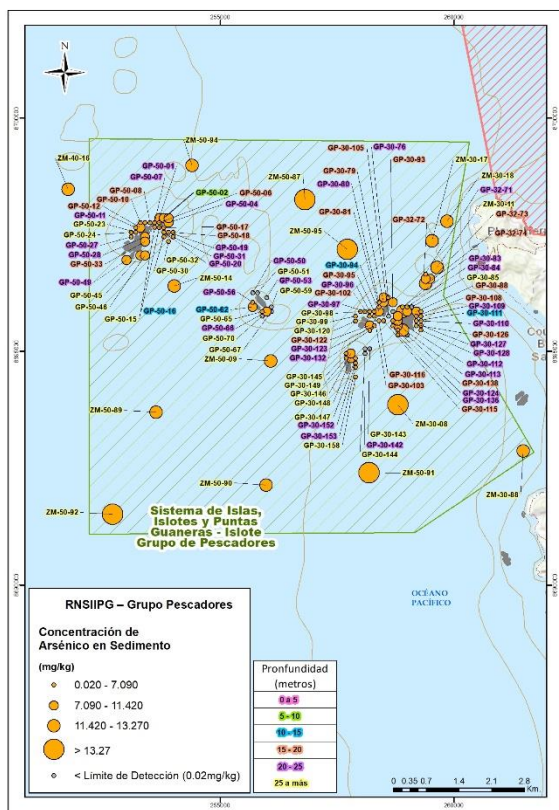 255000
260000
N
8700000
8700000
8695000
8690000
8690000
ZM-50-94
GP-30-105
GP-30-76
GP-30-93
ZM-30-17
ZM-40-16
GP-50-01
GP-50-07
ZM-50-87
GP-30-79
GP-30-80
ZM-30-18
ZM-30-11
GP-50-08
GP-50-10
GP-50-02
GP-50-06
GP-50-04
GP-32-71
GP-50-12
GP-50-11
GP-50-23
GP-50-24
GP-50-27
GP-50-28
GP-50-33
GP-50-17
GP-50-18
GP-50-19
GP-50-31
GP-50-20
GP-30-81
GP-32-72
GP-32-73
GP-32-74
ZM-50-95
GP-50-32
GP-50-30
ZM-50-14
GP-50-50
GP-50-51
GP-50-53
GP-50-59
GP-30-94
GP-30-95
GP-30-96
GP-30-102
GP-30-83
GP-30-84
GP-30-85
GP-30-88
GP-50-49
GP-50-45
GP-50-46
GP-50-15
GP-50-16
GP-50-56
GP-50-62
GP-50-65
GP-50-66
GP-50-70
GP-50-67
ZM-50-09
GP-30-97
GP-30-98
GP-30-99
GP-30-120
GP-30-122
GP-30-123
GP-30-132
GP-30-108
GP-30-109
GP-30-111
GP-30-110
GP-30-126
GP-30-127
GP-30-128
GP-30-112
GP-30-113
GP-30-138
GP-30-124
GP-30-136
GP-30-115
GP-30-116
GP-30-103
GP-30-145
GP-30-149
GP-30-146
GP-30-148
GP-30-147
GP-30-152
GP-30-153
GP-30-158
ZM-50-89
ZM-30-08
GP-30-143
GP-30-142
GP-30-144
ZM-50-91
ZM-50-90
ZM-30-88
ZM-50-92
Sistema de Islas,
Islotes y Puntas
Guaneras - Islote
Grupo de Pescadores
OCÉANO
PACÍFICO
RNSIIPG – Grupo Pescadores
Concentración de
Arsénico en Sedimento
(mg/kg)
0.020 - 7.090
7.090 - 11.420
11.420 - 13.270
> 13.27
< Límite de Detección (0.02mg/kg)
Pronfundidad
(metros)
0 a 5
5 - 10
10 - 15
15 - 20
20 - 25
25 a más
0 0.35 0.7 1.4 2.1 2.8
Km.
255000
260000